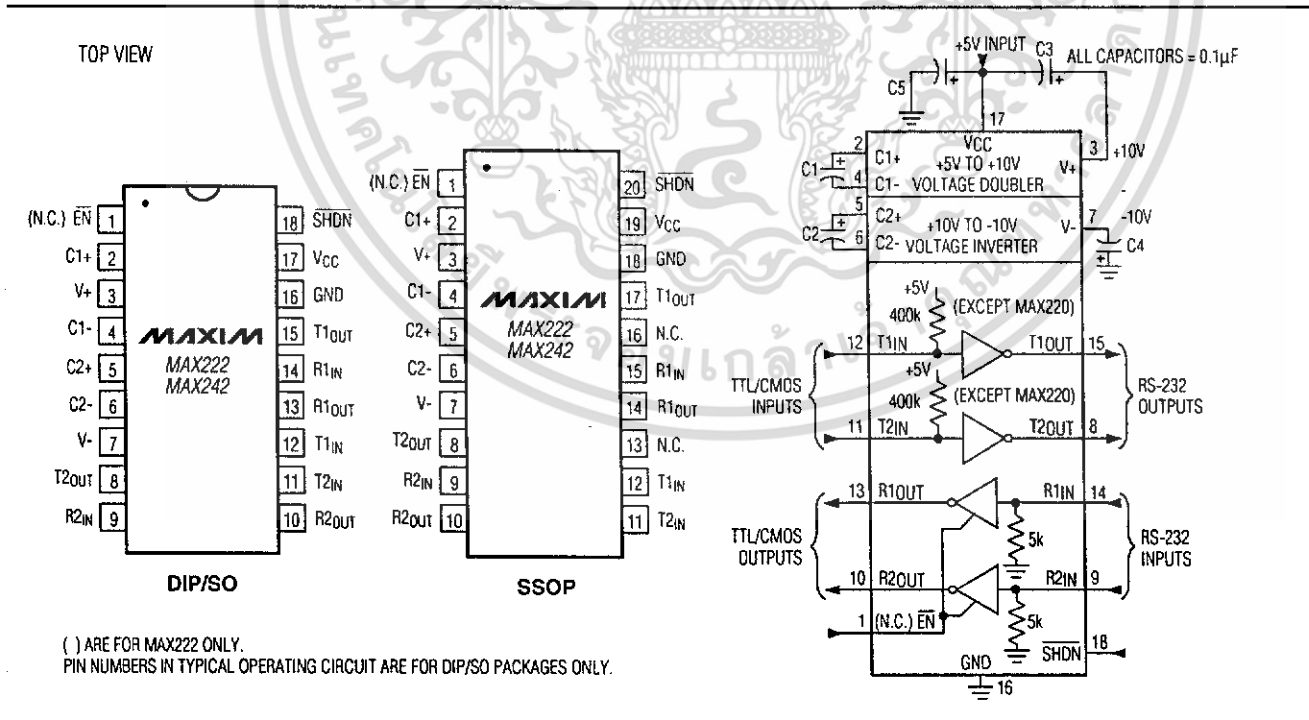 TOP VIEW
(N.C.) EN 1
C1+ 2
V+ 3
C1- 4
C2+ 5
C2- 6
V- 7
T2OUT 8
R2IN 9
18 SHDN
17 VCC
16 GND
15 T1OUT
14 R1IN
13 R1OUT
12 T1IN
11 T2IN
10 R2OUT
MAXIM
MAX222
MAX242
DIP/SO
(N.C.) EN 1
C1+ 2
V+ 3
C1- 4
C2+ 5
C2- 6
V- 7
T2OUT 8
R2IN 9
R2OUT 10
20 SHDN
19 VCC
18 GND
17 T1OUT
16 N.C.
15 R1IN
14 R1OUT
13 N.C.
12 T1IN
11 T2IN
MAXIM
MAX222
MAX242
SSOP
+5V INPUT C3
ALL CAPACITORS = 0.1µF
C5
17
VCC
2 C1+ +5V TO +10V V+ 3 +10V
C1 4 C1- VOLTAGE DOUBLER
5 C2+ +10V TO -10V V- 7 -10V
C2 6 C2- VOLTAGE INVERTER C4
+5V
400k (EXCEPT MAX220)
12 T1IN T1OUT 15
+5V
TTL/CMOS
INPUTS
400k (EXCEPT MAX220)
RS-232
OUTPUTS
11 T2IN T2OUT 8
13 R1OUT R1IN 14
5k
TTL/CMOS
OUTPUTS
RS-232
INPUTS
10 R2OUT R2IN 9
5k
1 (N.C.) EN
SHDN 18
GND
16
( ) ARE FOR MAX222 ONLY.
PIN NUMBERS IN TYPICAL OPERATING CIRCUIT ARE FOR DIP/SO PACKAGES ONLY.